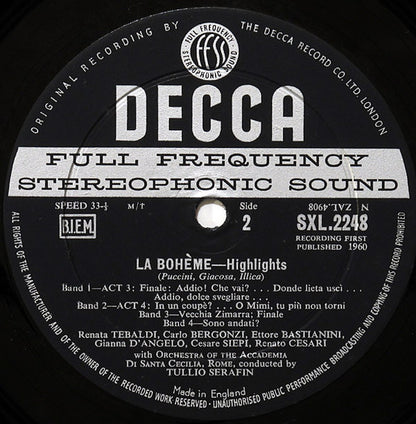 ORIGINAL RECORDING BY THE DECCA RECORD CO. LTD. LONDON
FULL FREQUENCY
FFSS
STEREOPHONIC SOUND
DECCA
FULL FREQUENCY
STEREOPHONIC SOUND
SPEED 33-⅓ M/T Side N ZAL.4908
B.I.E.M. 2 SXL.2248
RECORDING FIRST
PUBLISHED 1960
LA BOHÈME—Highlights
(Puccini, Giacosa, Illica)
Band 1—ACT 3: Finale: Addio! Che vai? . . . Donde lieta usci . . .
Addio, dolce svegliare . . .
Band 2—ACT 4: In un coupè? . . . O Mimi, tu più non torni
Band 3—Vecchia Zimarra; Finale
Band 4—Sono andati?
Renata TEBALDI, Carlo BERGONZI, Ettore BASTIANINI,
Gianna D'ANGELO, Cesare SIEPI, Renato CESARI
with ORCHESTRA OF THE ACCADEMIA
DI SANTA CECILIA, ROME, conducted by
TULLIO SERAFIN
Made in England
ALL RIGHTS OF THE MANUFACTURER AND OF THE OWNER OF THE RECORDED WORK RESERVED · UNAUTHORISED PUBLIC PERFORMANCE BROADCASTING AND COPYING OF THIS RECORD PROHIBITED